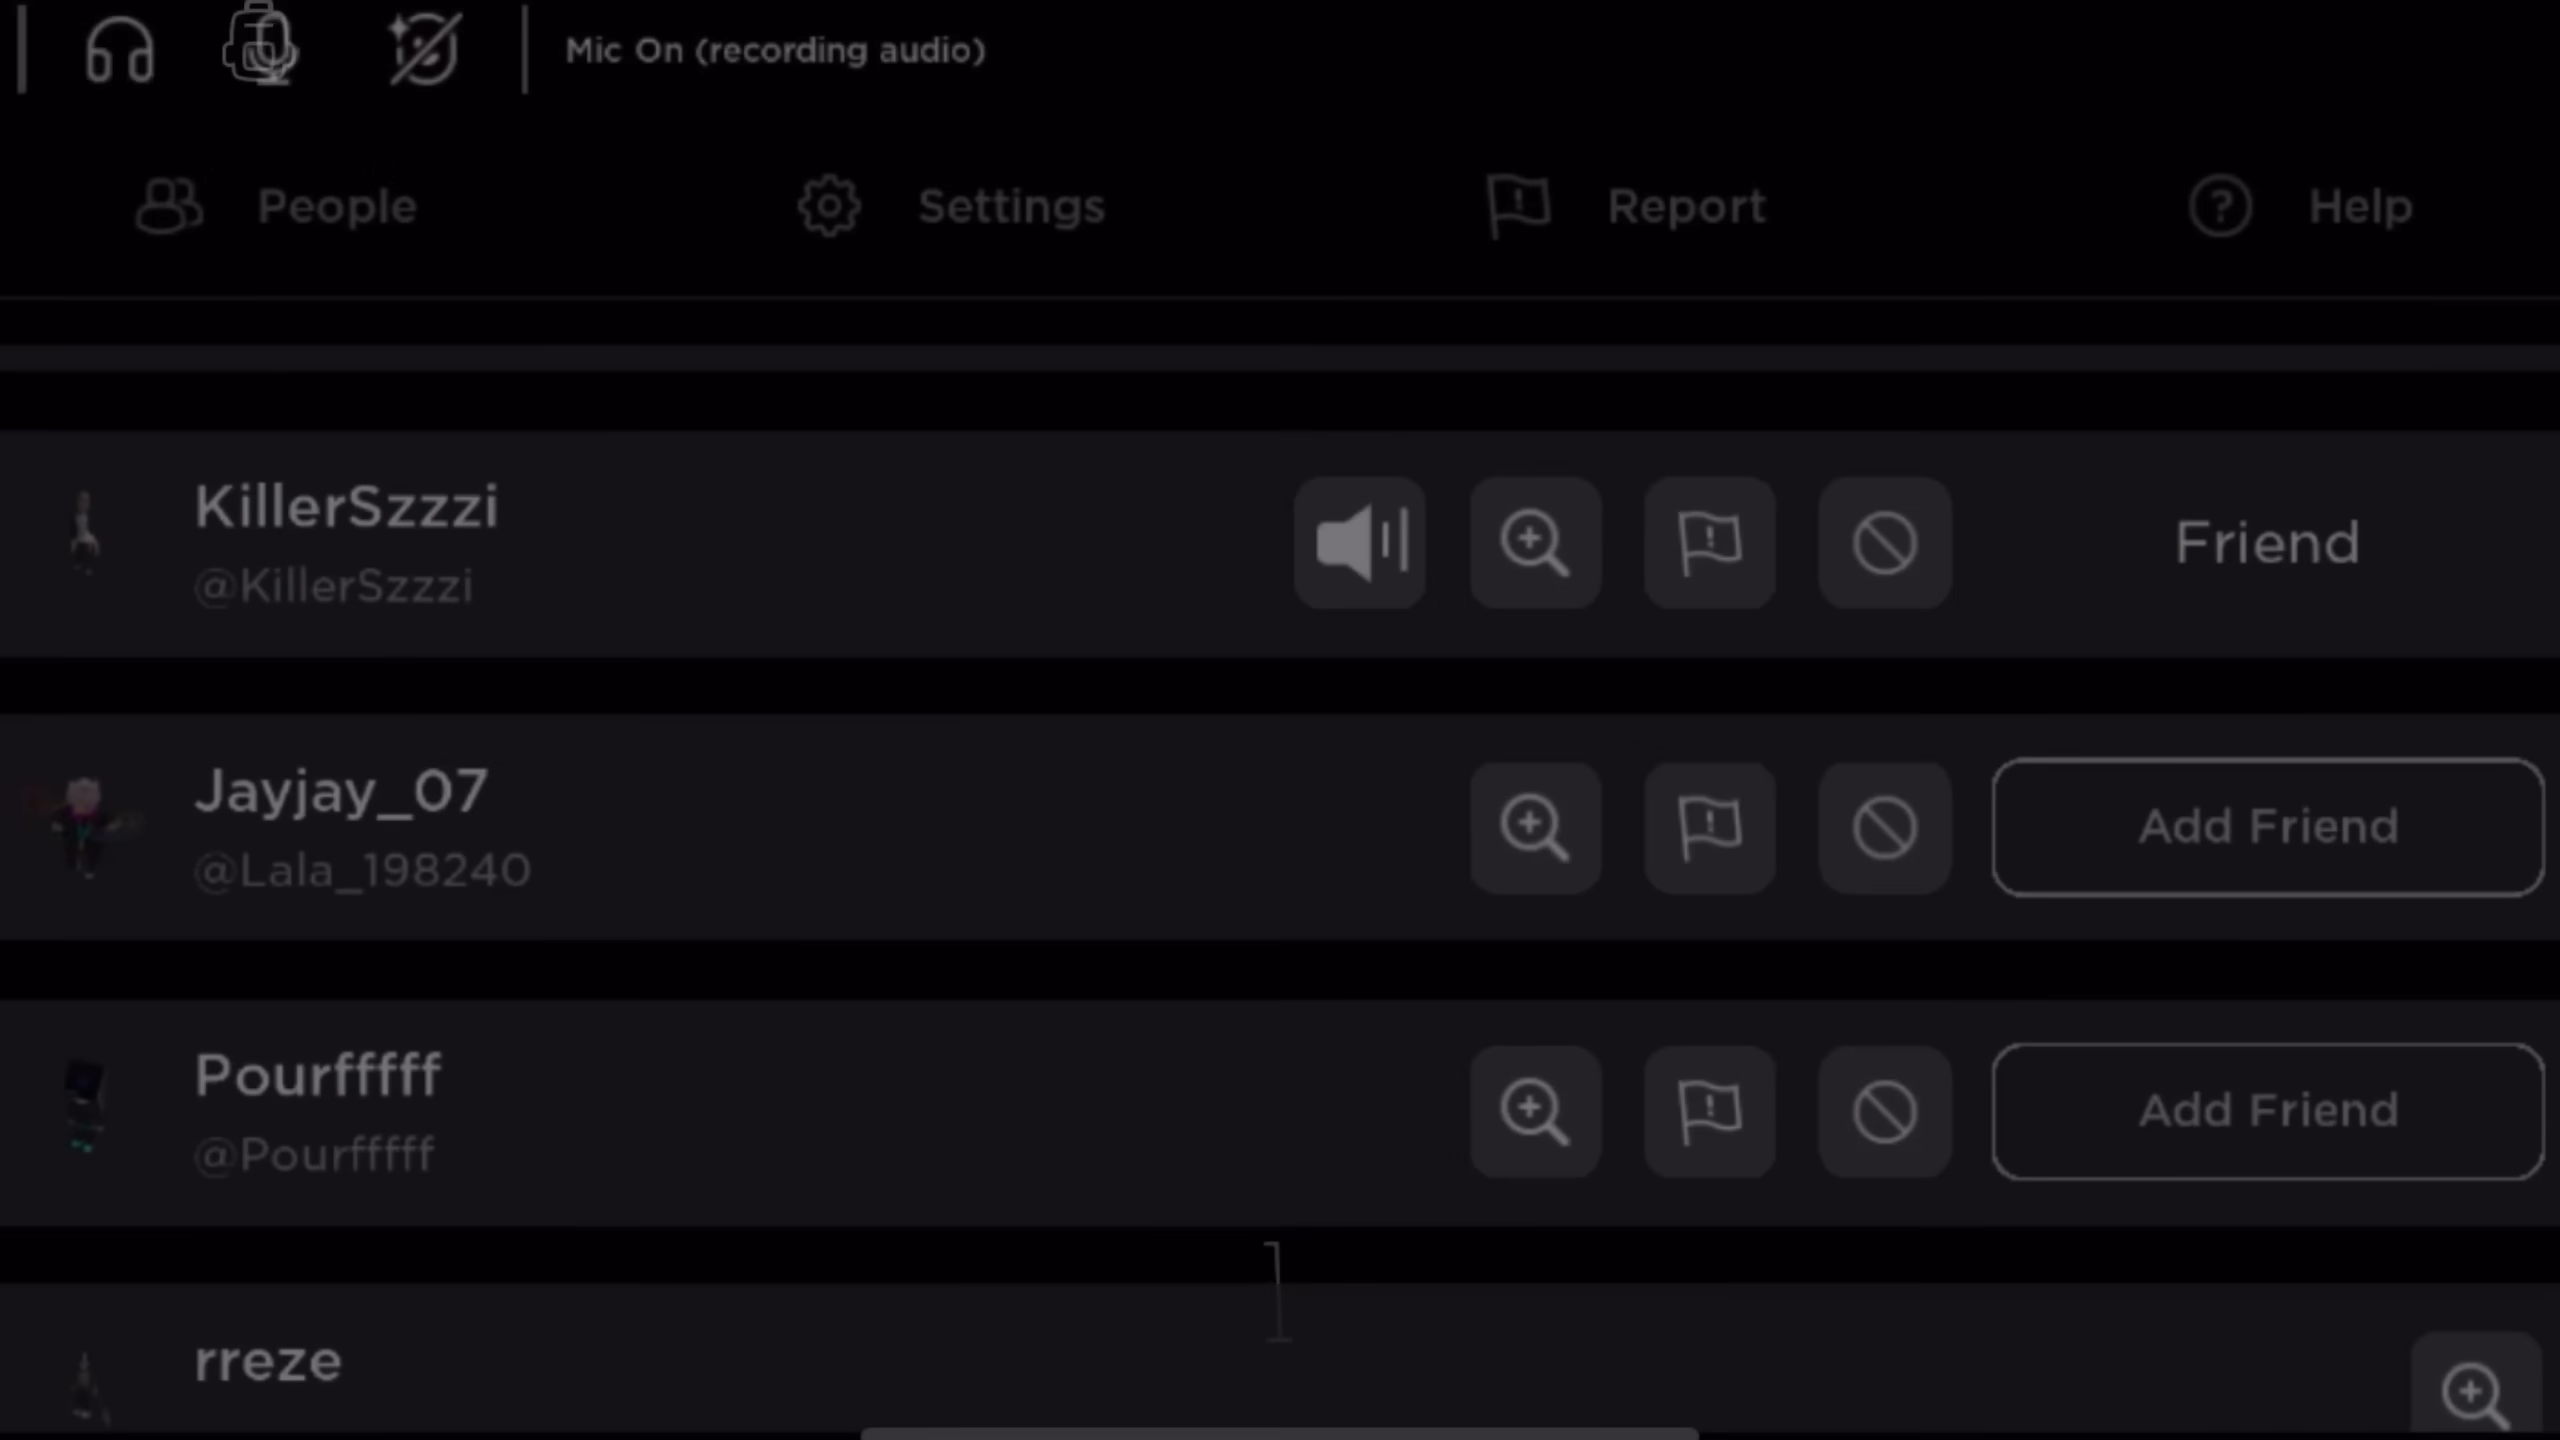 Mic On (recording audio)
People Settings Report Help
KillerSzzzi
@KillerSzzzi
Friend
Jayjay_07
@Lala_198240
Add Friend
Pourfffff
@Pourfffff
Add Friend
1
rreze